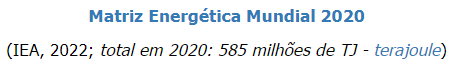 Matriz Energética Mundial 2020
(IEA, 2022; total em 2020: 585 milhões de TJ - terajoule)